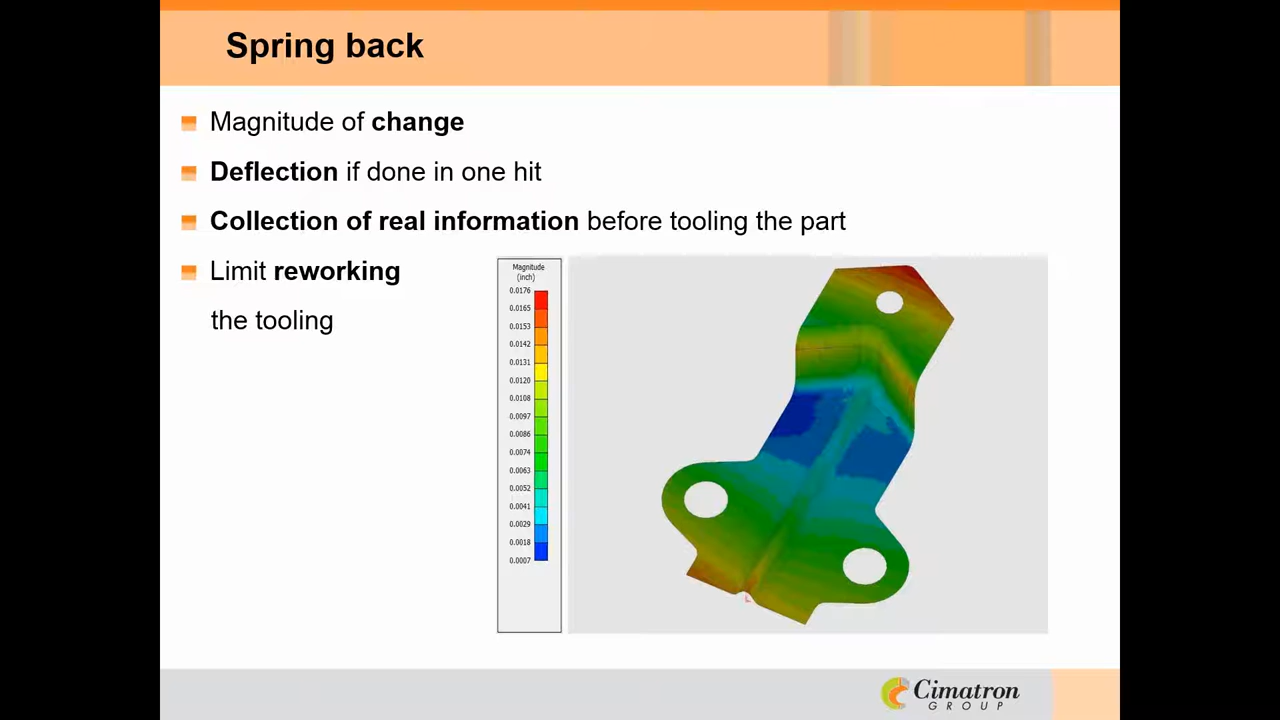 Spring back
Magnitude of change
Deflection if done in one hit
Collection of real information before tooling the part
Limit reworking
the tooling
Magnitude
(inch)
0.0176
0.0165
0.0153
0.0142
0.0131
0.0120
0.0108
0.0097
0.0086
0.0074
0.0063
0.0052
0.0041
0.0029
0.0018
0.0007
Cimatron
GROUP